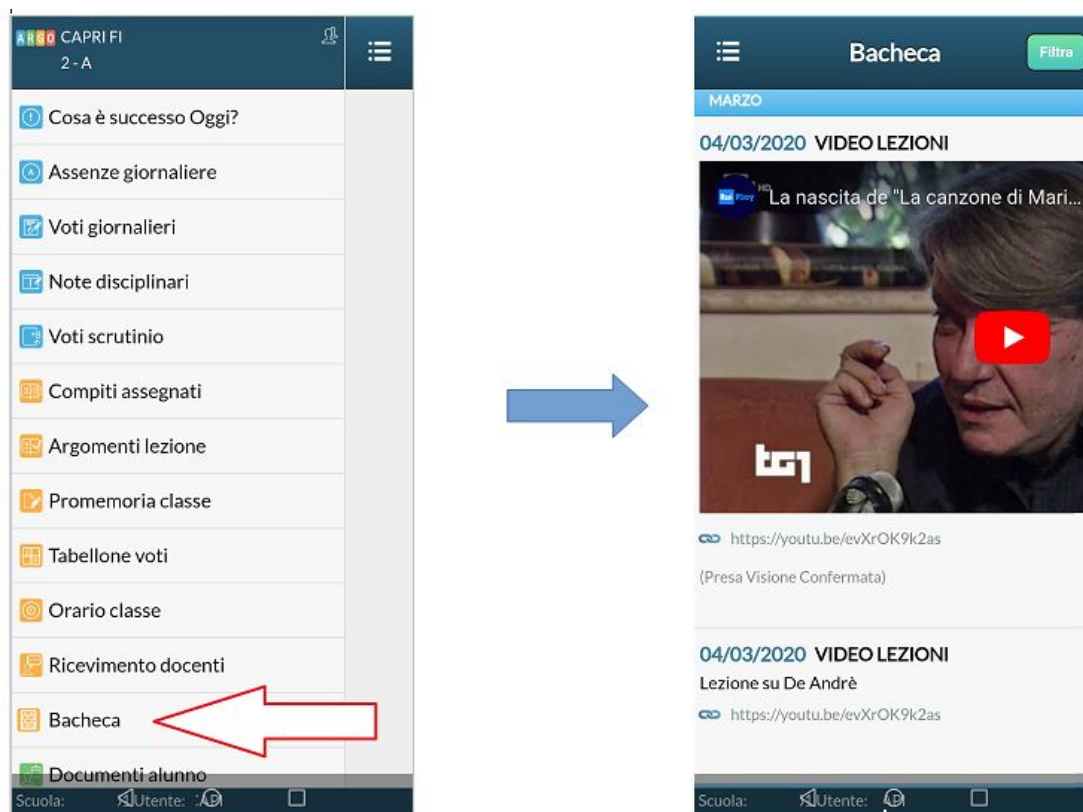 ARGO CAPRI FI
2 - A
Cosa è successo Oggi?
Assenze giornaliere
Voti giornalieri
Note disciplinari
Voti scrutinio
Compiti assegnati
Argomenti lezione
Promemoria classe
Tabellone voti
Orario classe
Ricevimento docenti
Bacheca
Documenti alunno
Scuola: Utente:
Bacheca
Filtra
MARZO
04/03/2020 VIDEO LEZIONI
Rai Play HD La nascita de "La canzone di Mari...
tg1
https://youtu.be/evXrOK9k2as
(Presa Visione Confermata)
04/03/2020 VIDEO LEZIONI
Lezione su De Andrè
https://youtu.be/evXrOK9k2as
Scuola: Utente: